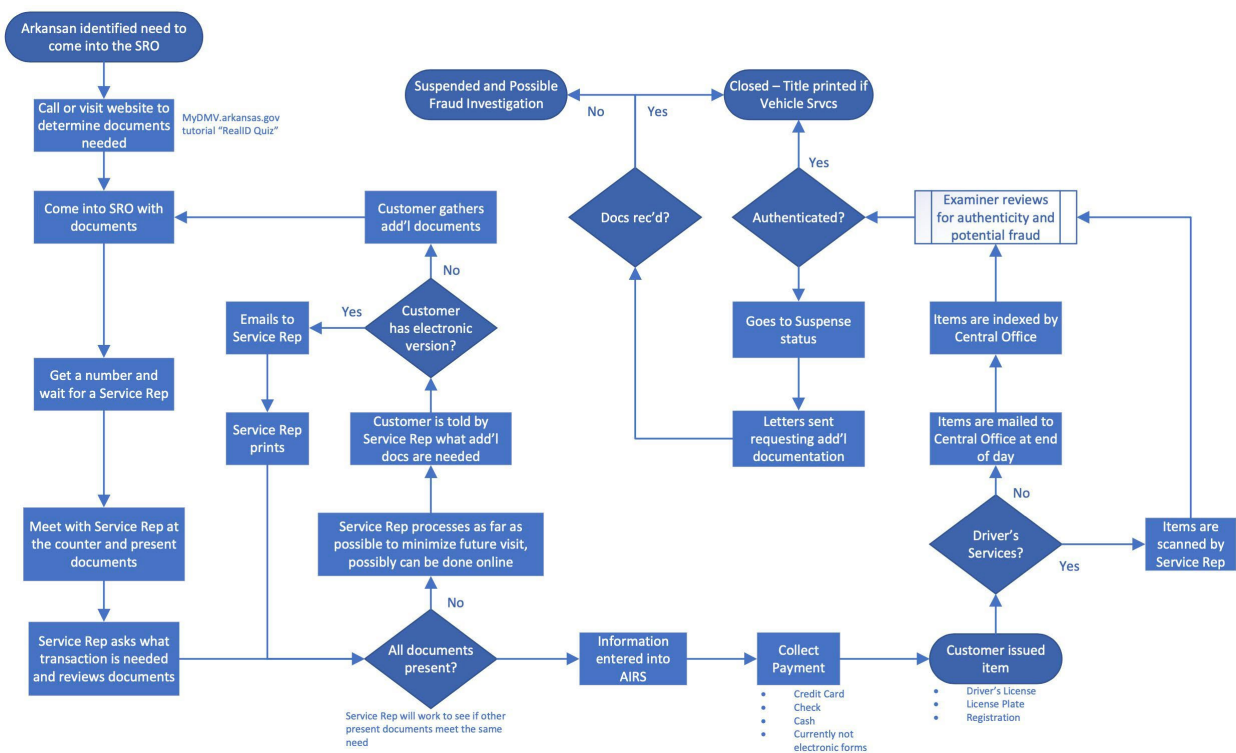 Arkansan identified need to
come into the SRO
Call or visit website to
determine documents
needed
MyDMV.arkansas.gov
tutorial “RealID Quiz”
Come into SRO with
documents
Get a number and
wait for a Service Rep
Meet with Service Rep at
the counter and present
documents
Service Rep asks what
transaction is needed
and reviews documents
Customer gathers
add’l documents
No
Customer
has electronic
version?
Yes
Emails to
Service Rep
Service Rep
prints
Customer is told by
Service Rep what add’l
docs are needed
Service Rep processes as far as
possible to minimize future visit,
possibly can be done online
No
All documents
present?
Service Rep will work to see if other
present documents meet the same
need
Information
entered into
AIRS
Collect
Payment
• Credit Card
• Check
• Cash
• Currently not
electronic forms
Customer issued
item
• Driver’s License
• License Plate
• Registration
Driver’s
Services?
No
Yes
Items are
scanned by
Service Rep
Items are mailed to
Central Office at end
of day
Items are indexed by
Central Office
Examiner reviews
for authenticity and
potential fraud
Authenticated?
Yes
Closed – Title printed if
Vehicle Srvcs
Goes to Suspense
status
Letters sent
requesting add’l
documentation
Docs rec’d?
No
Yes
Suspended and Possible
Fraud Investigation